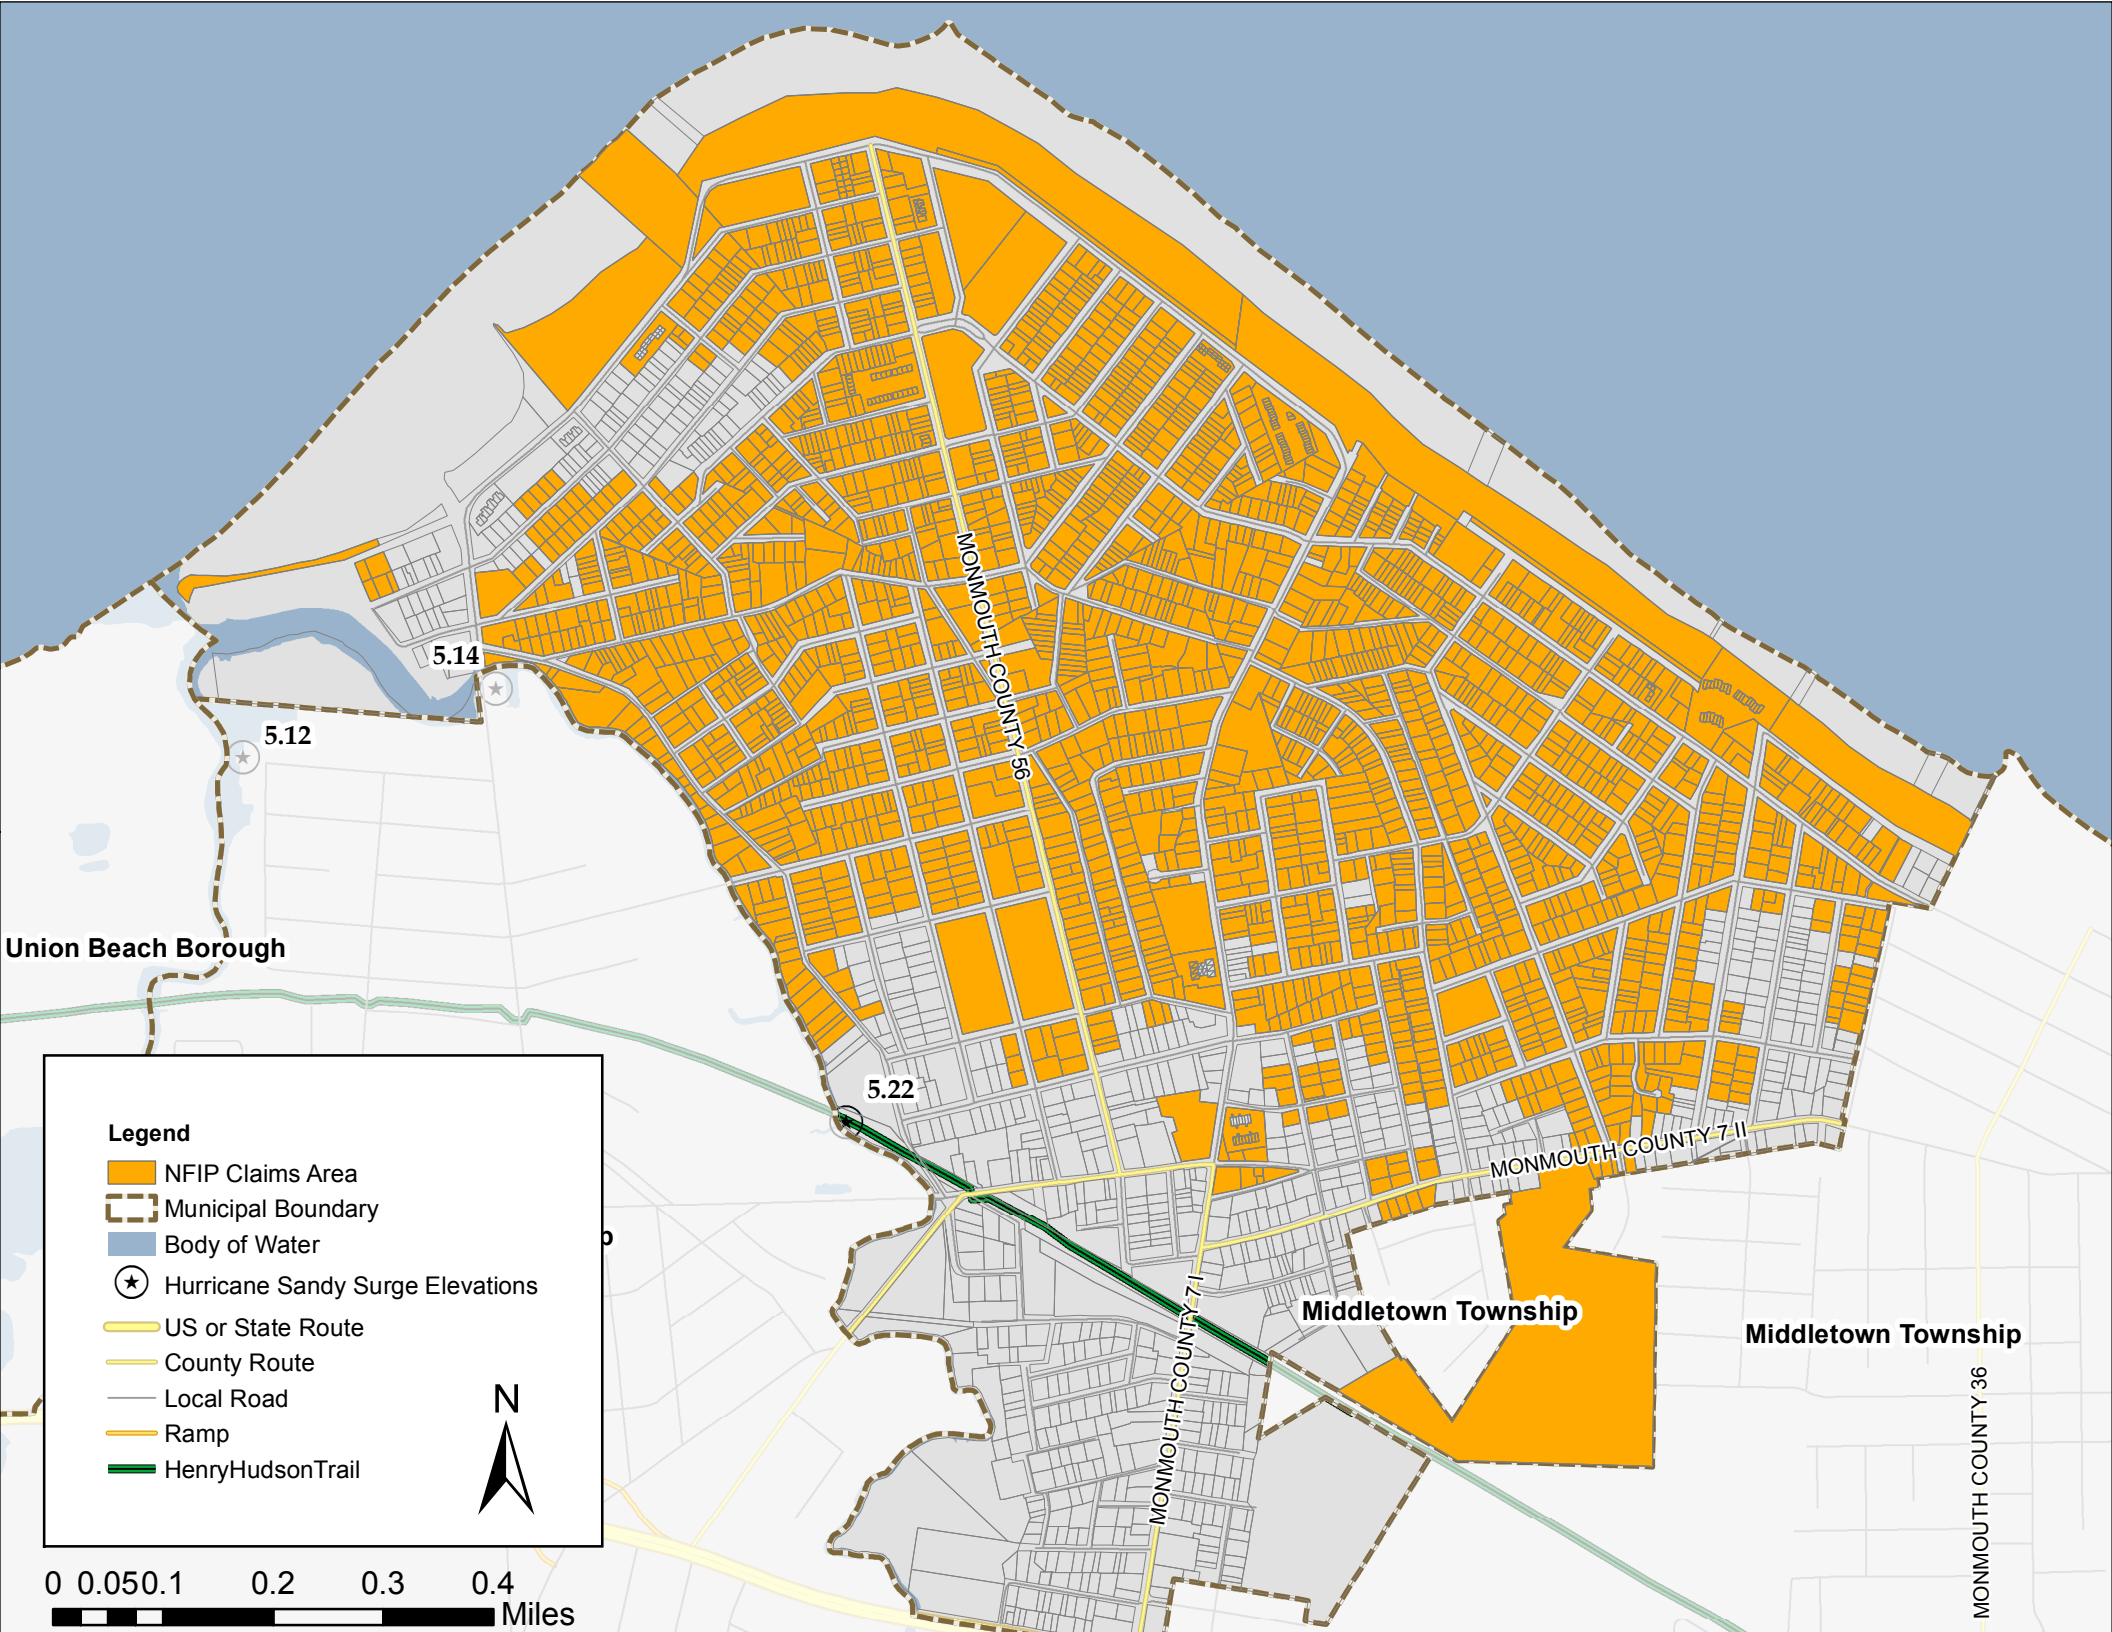 MONMOUTH COUNTY 56
5.14
5.12
Union Beach Borough
5.22
MONMOUTH COUNTY 7 II
p
MONMOUTH COUNTY 7 I
Middletown Township
Middletown Township
MONMOUTH COUNTY 36
Legend
NFIP Claims Area
Municipal Boundary
Body of Water
Hurricane Sandy Surge Elevations
US or State Route
County Route
Local Road
Ramp
HenryHudsonTrail
N
0 0.05 0.1 0.2 0.3 0.4
Miles